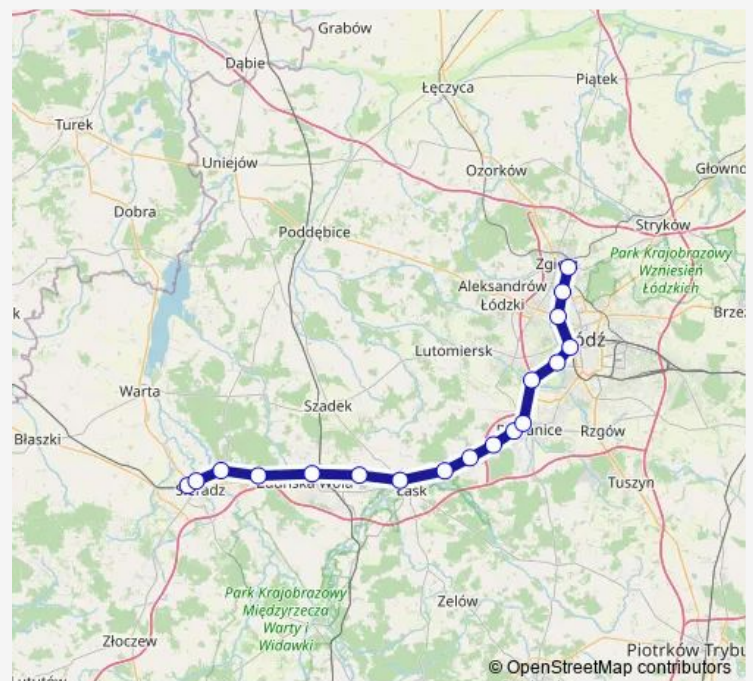 Grabów
Dąbie
Łęczyca
Piątek
Turek
Uniejów
Głowno
Ozorków
Dobra
Stryków
Poddębice
Park Krajobrazowy
Wzniesień
Łódzkich
Aleksandrów
Łódzki
Lutomiersk
Warta
Szadek
Błaszki
Rzgów
Tuszyn
Łask
Park Krajobrazowy
Międzyrzecza
Warty i
Widawki
Zelów
Złoczew
Piotrków Trybu
© OpenStreetMap contributors